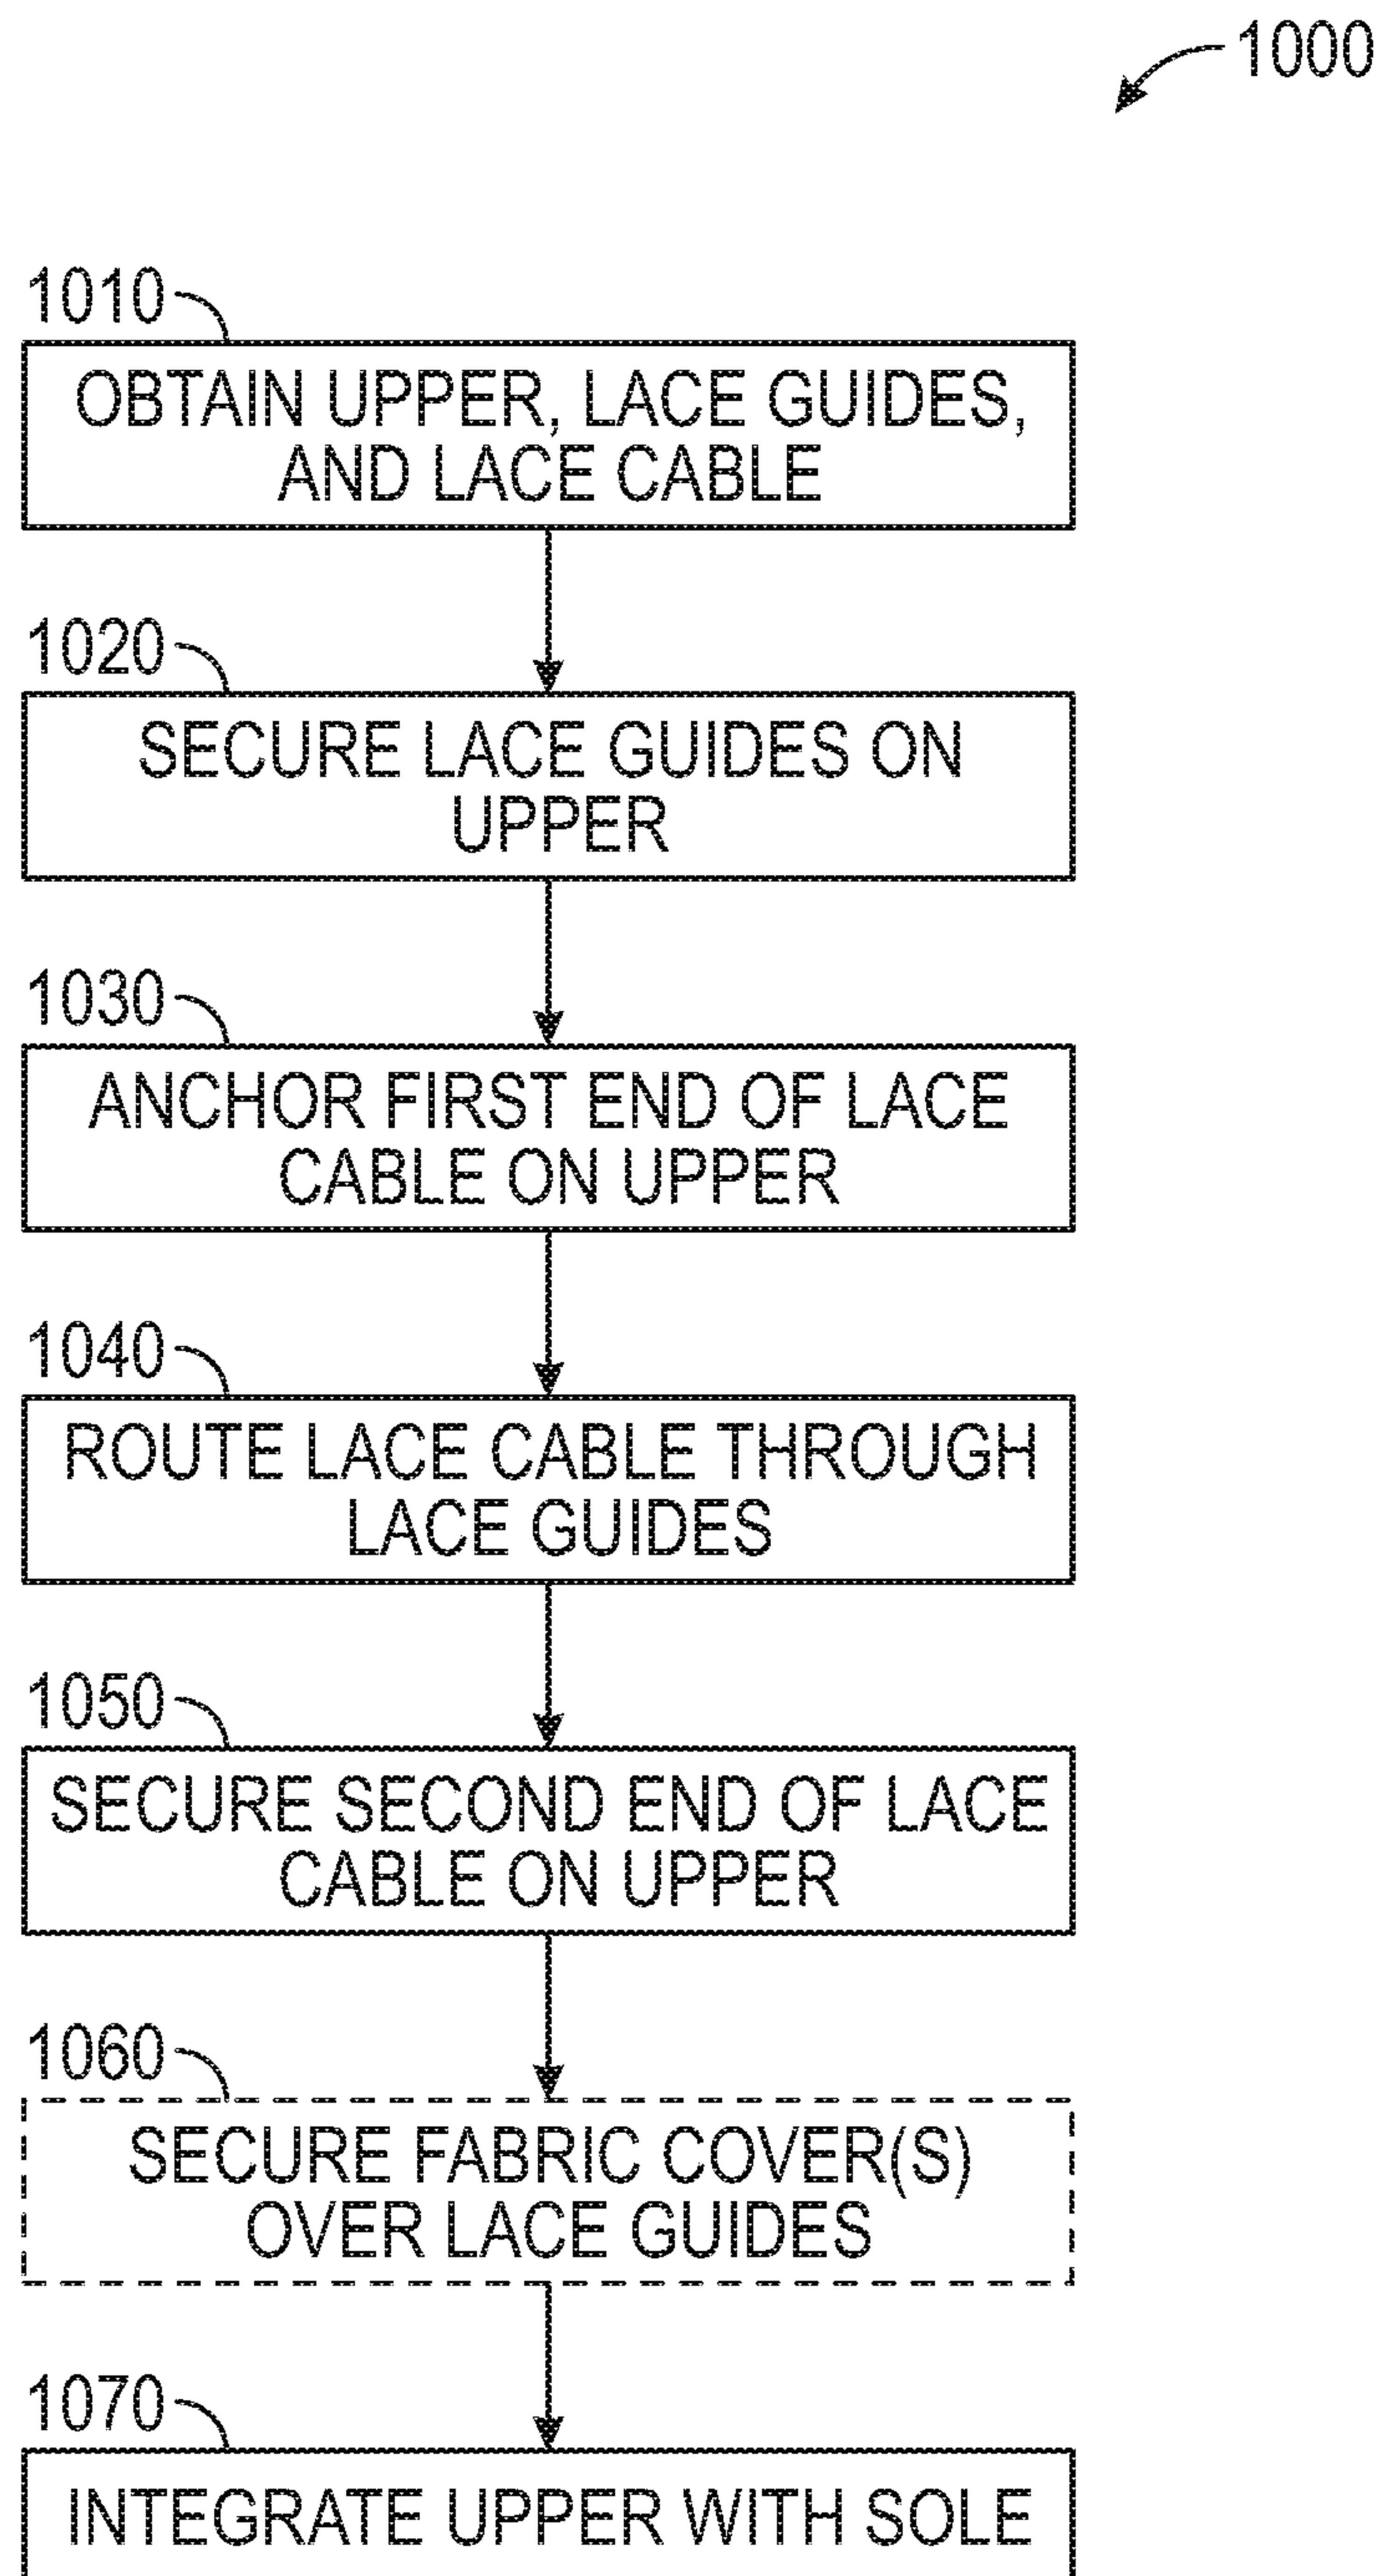 1000
1010
OBTAIN UPPER, LACE GUIDES,
AND LACE CABLE
1020
SECURE LACE GUIDES ON
UPPER
1030
ANCHOR FIRST END OF LACE
CABLE ON UPPER
1040
ROUTE LACE CABLE THROUGH
LACE GUIDES
1050
SECURE SECOND END OF LACE
CABLE ON UPPER
1060
SECURE FABRIC COVER(S)
OVER LACE GUIDES
1070
INTEGRATE UPPER WITH SOLE